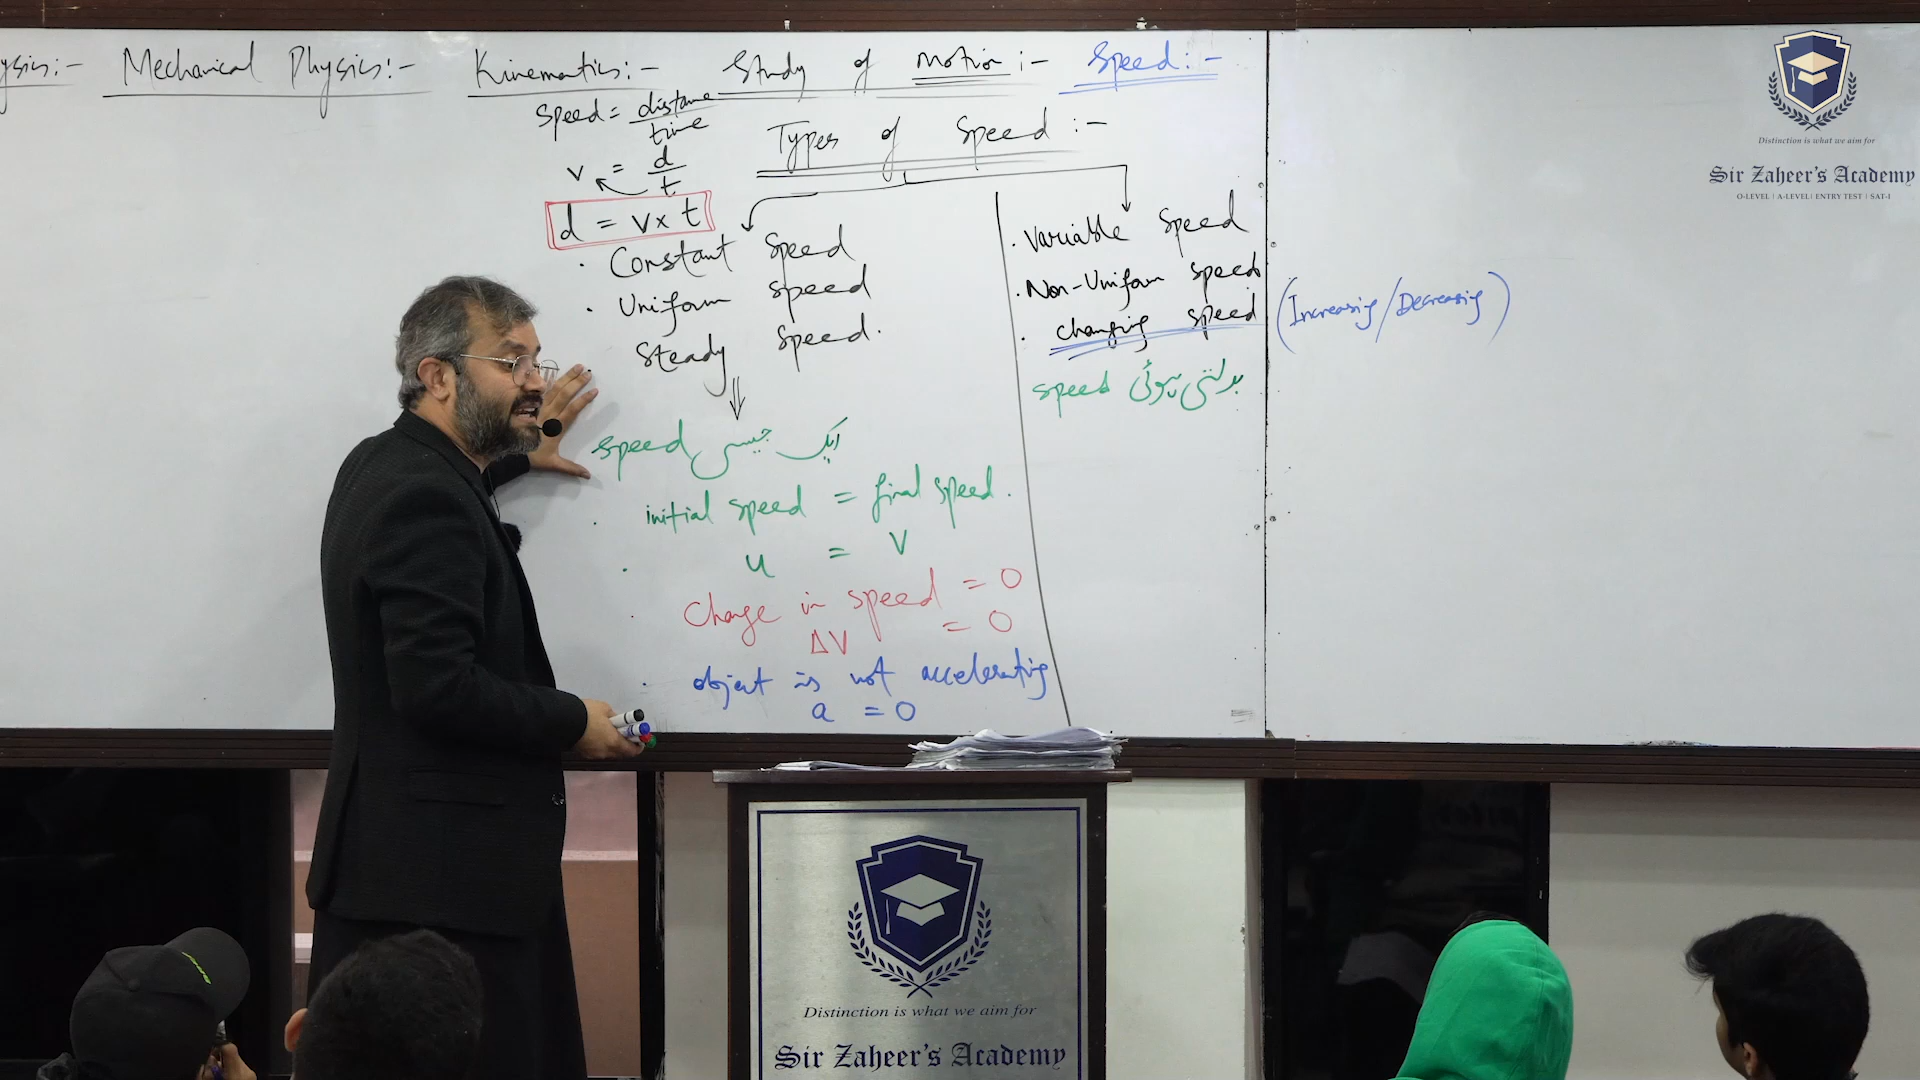 ysics:- Mechanical Physics:- Kinematics:- Study of Motion:- Speed:-
speed = distance
time
v = d
t
d = v x t
Types of Speed:-
· Constant Speed
· Uniform speed
· Steady speed.
ایک جیسی speed
· initial speed = final speed.
· u = v
· Change in speed = 0
ΔV = 0
· object is not accelerating
a = 0
· Variable Speed
· Non-Uniform speed
· changing speed (Increasing/Decreasing)
بدلتی ہوئی speed
Distinction is what we aim for
Sir Zaheer's Academy
O-LEVEL | A-LEVEL | ENTRY TEST | SAT-I
Distinction is what we aim for
Sir Zaheer's Academy